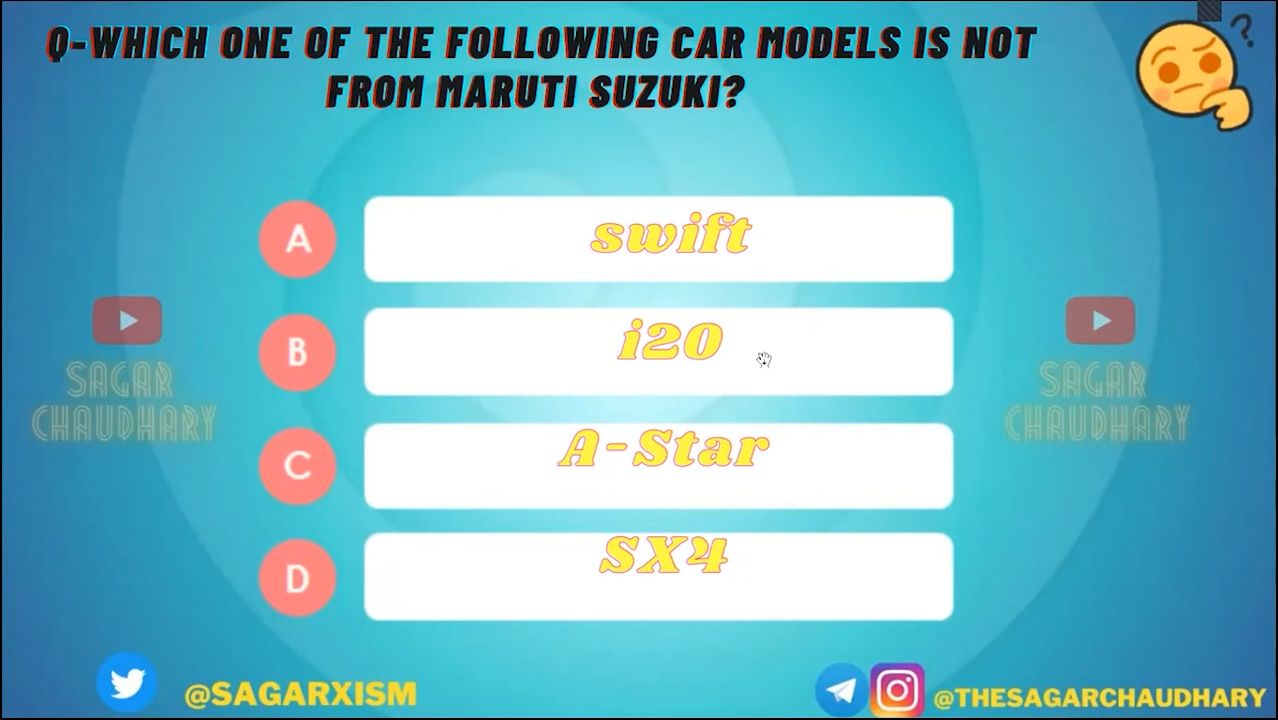 Q-WHICH ONE OF THE FOLLOWING CAR MODELS IS NOT
FROM MARUTI SUZUKI?
?
A swift
B i20
SAGAR
CHAUDHARY
SAGAR
CHAUDHARY
C A-Star
D SX4
@SAGARXISM
@THESAGARCHAUDHARY